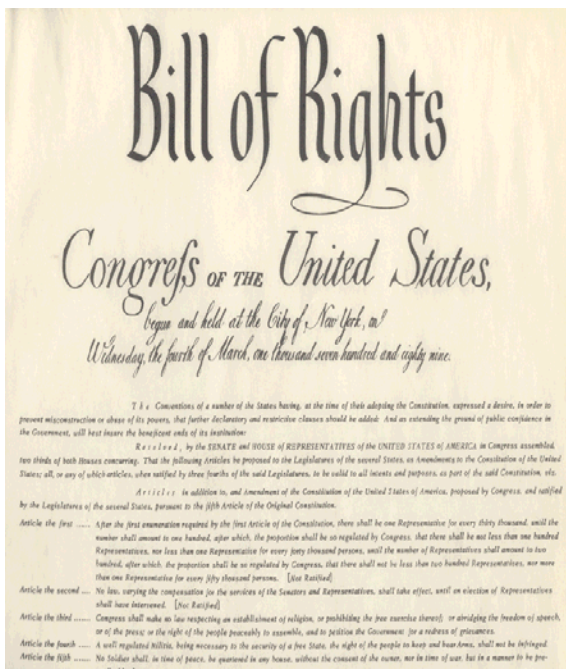 Bill of Rights
Congreſs OF THE United States,
begun and held at the City of New York, on
Wednesday, the fourth of March, one thousand seven hundred and eighty nine.
The Conventions of a number of the States having, at the time of their adopting the Constitution, expressed a desire, in order to
prevent misconstruction or abuse of its powers, that further declaratory and restrictive clauses should be added: And as extending the ground of public confidence in
the Government, will best insure the beneficent ends of its institution:
Resolved, by the SENATE and HOUSE of REPRESENTATIVES of the UNITED STATES of AMERICA in Congress assembled,
two thirds of both Houses concurring. That the following Articles be proposed to the Legislatures of the several States, as Amendments to the Constitution of the United
States; all, or any of which articles, when ratified by three fourths of the said Legislatures, to be valid to all intents and purposes, as part of the said Constitution, viz.
Articles in addition to, and Amendment of the Constitution of the United States of America, proposed by Congress, and ratified
by the Legislatures of the several States, pursuant to the fifth Article of the Original Constitution.
Article the first ...... After the first enumeration required by the first Article of the Constitution, there shall be one Representative for every thirty thousand, until the
number shall amount to one hundred, after which, the proportion shall be so regulated by Congress, that there shall be not less than one hundred
Representatives, nor less than one Representative for every forty thousand persons, until the number of Representatives shall amount to two
hundred, after which, the proportion shall be so regulated by Congress, that there shall not be less than two hundred Representatives, nor more
than one Representative for every fifty thousand persons. [Not Ratified]
Article the second ...... No law, varying the compensation for the services of the Senators and Representatives, shall take effect, until an election of Representatives
shall have intervened. [Not Ratified]
Article the third ....... Congress shall make no law respecting an establishment of religion, or prohibiting the free exercise thereof; or abridging the freedom of speech,
or of the press; or the right of the people peaceably to assemble, and to petition the Government for a redress of grievances.
Article the fourth ..... A well regulated Militia, being necessary to the security of a free State, the right of the people to keep and bear Arms, shall not be infringed.
Article the fifth ...... No Soldier shall, in time of peace, be quartered in any house, without the consent of the owner, nor in time of war, but in a manner to be pre-